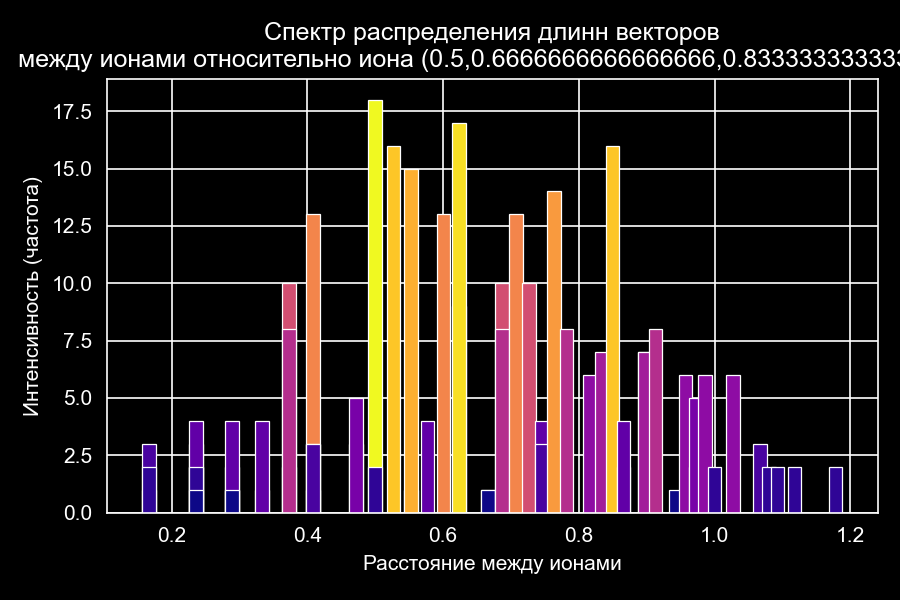 Спектр распределения длинн векторов
между ионами относительно иона (0.5,0.6666666666666666,0.833333333333
17.5
15.0
12.5
10.0
7.5
5.0
2.5
0.0
Интенсивность (частота)
0.2 0.4 0.6 0.8 1.0 1.2
Расстояние между ионами